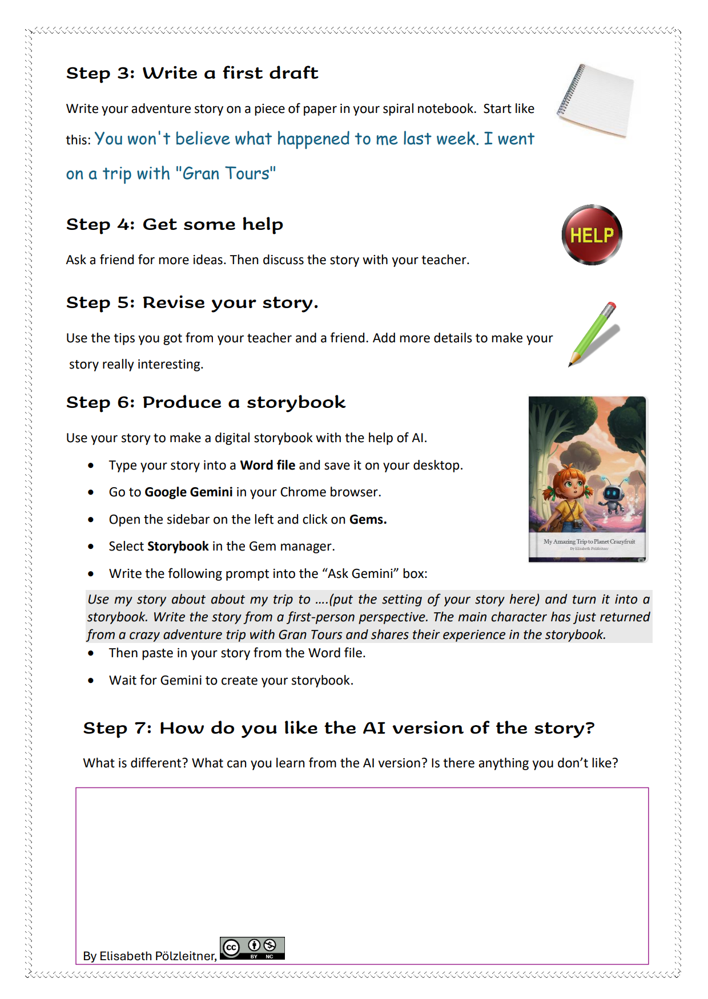 Step 3: Write a first draft
Write your adventure story on a piece of paper in your spiral notebook.  Start like
this: You won't believe what happened to me last week. I went
on a trip with "Gran Tours"
Step 4: Get some help
HELP
Ask a friend for more ideas. Then discuss the story with your teacher.
Step 5: Revise your story.
Use the tips you got from your teacher and a friend. Add more details to make your
story really interesting.
Step 6: Produce a storybook
Use your story to make a digital storybook with the help of AI.
• Type your story into a Word file and save it on your desktop.
• Go to Google Gemini in your Chrome browser.
• Open the sidebar on the left and click on Gems.
• Select Storybook in the Gem manager.
My Amazing Trip to Planet Crazyfruit
By Elisabeth Pölzleitner
• Write the following prompt into the “Ask Gemini” box:
Use my story about about my trip to ….(put the setting of your story here) and turn it into a
storybook. Write the story from a first-person perspective. The main character has just returned
from a crazy adventure trip with Gran Tours and shares their experience in the storybook.
• Then paste in your story from the Word file.
• Wait for Gemini to create your storybook.
Step 7: How do you like the AI version of the story?
What is different? What can you learn from the AI version? Is there anything you don’t like?
By Elisabeth Pölzleitner,
cc
BY NC